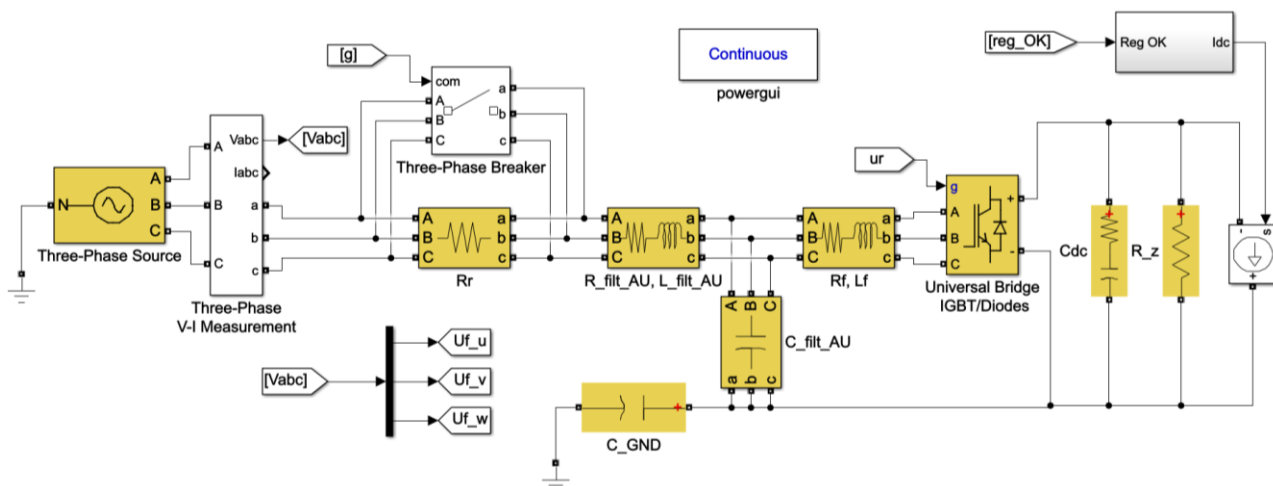 [g]
Continuous
powergui
[reg_OK]
Reg OK
Idc
com
A
B
C
a
b
c
Three-Phase Breaker
[Vabc]
Vabc
Iabc
A
B
C
a
b
c
Three-Phase
V-I Measurement
N
A
B
C
Three-Phase Source
A
B
C
a
b
c
Rr
A
B
C
a
b
c
R_filt_AU, L_filt_AU
A
B
C
a
b
c
Rf, Lf
ur
g
A
B
C
+
-
Universal Bridge
IGBT/Diodes
+
Cdc
+
R_z
-
s
+
A
B
C
a
b
c
C_filt_AU
[Vabc]
Uf_u
Uf_v
Uf_w
+
C_GND